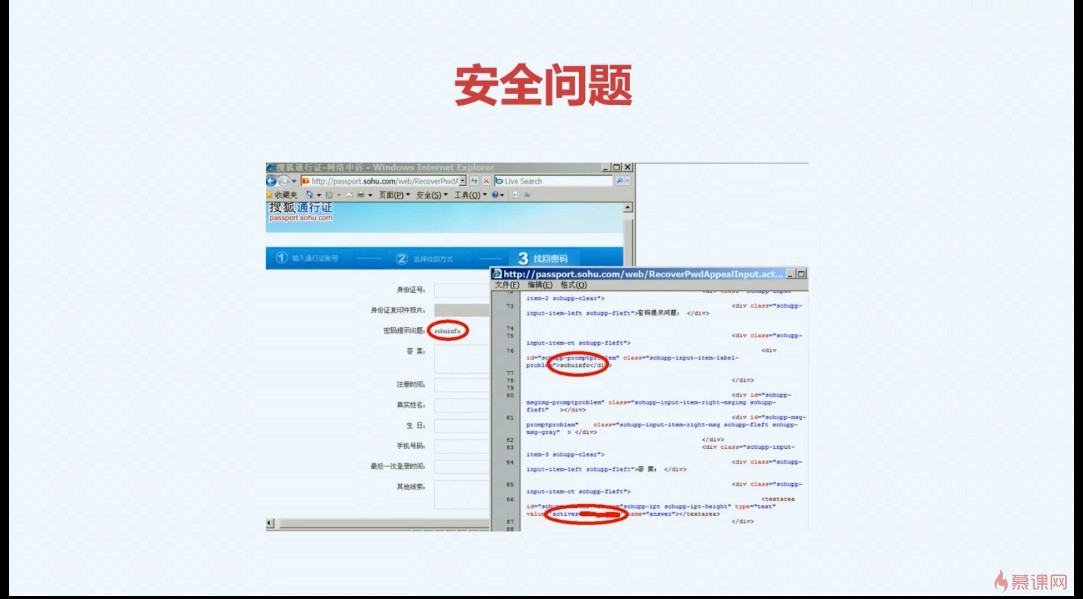 安全问题
搜狐通行证-网络申诉 - Windows Internet Explorer
http://passport.sohu.com/web/RecoverPwdA
Live Search
收藏夹
页面(P)
安全(S)
工具(O)
搜狐通行证
passport.sohu.com
1 输入通行证账号
2 选择找回方式
3 找回密码
身份证号:
身份证复印件照片:
密码提示问题: sohuinfo
答 案:
注册时间:
真实姓名:
生 日:
手机号码:
最后一次登录时间:
其他线索:
http://passport.sohu.com/web/RecoverPwdAppealInput.act...
文件(F) 编辑(E) 格式(O)
item-2 sohupp-clear">
73 <div class="sohupp-
input-item-left sohupp-fleft">密码提示问题: </div>
74
75 <div class="sohupp-
input-item-ct sohupp-fleft">
76 <div
class="sohupp-input-item-label-
">sohuinfo</div>
77
78 </div>
79
80 <div id="sohupp-
msgimg-promptproblem" class="sohupp-input-item-right-msgimg sohupp-
fleft" ></div>
81 <div id="sohupp-msg-
promptproblem" class="sohupp-input-item-right-msg sohupp-fleft sohupp-
msg-gray" > </div>
82 </div>
83 <div class="sohupp-input-
item-3 sohupp-clear">
84 <div class="sohupp-
input-item-left sohupp-fleft">答 案: </div>
85 <div class="sohupp-
input-item-ct sohupp-fleft">
86 <textarea
sohupp-ipt sohupp-ipt-height" type="text"
actives name="answer"></textarea>
87 </div>
88
慕课网